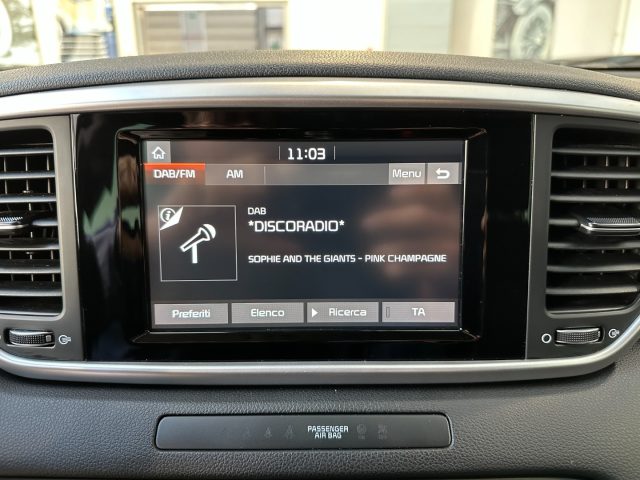 11:03
DAB/FM AM Menu
DAB
*DISCORADIO*
SOPHIE AND THE GIANTS - PINK CHAMPAGNE
Preferiti Elenco Ricerca TA
PASSENGER
AIR BAG